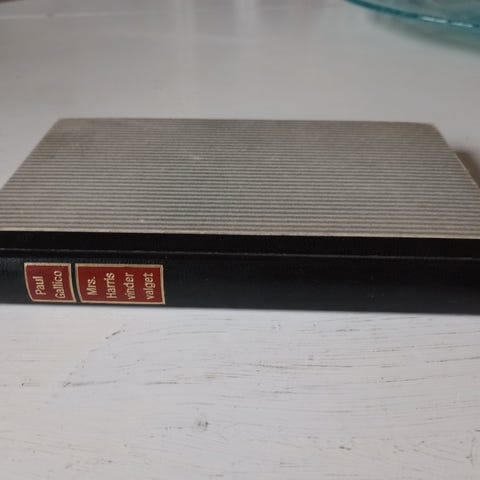 Paul
Gallico
Mrs.
Harris
vinder
valget